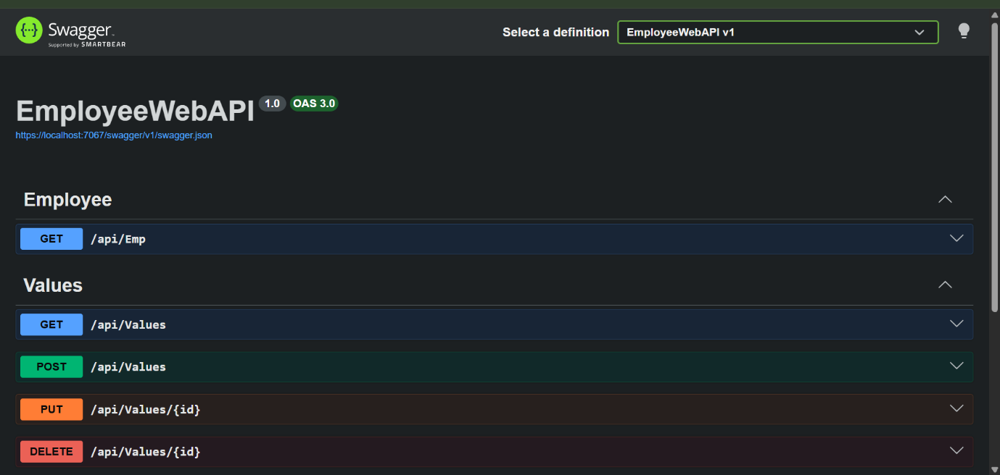 {···} Swagger™
Supported by SMARTBEAR
Select a definition
EmployeeWebAPI v1
EmployeeWebAPI 1.0 OAS 3.0
https://localhost:7067/swagger/v1/swagger.json
Employee
GET /api/Emp
Values
GET /api/Values
POST /api/Values
PUT /api/Values/{id}
DELETE /api/Values/{id}